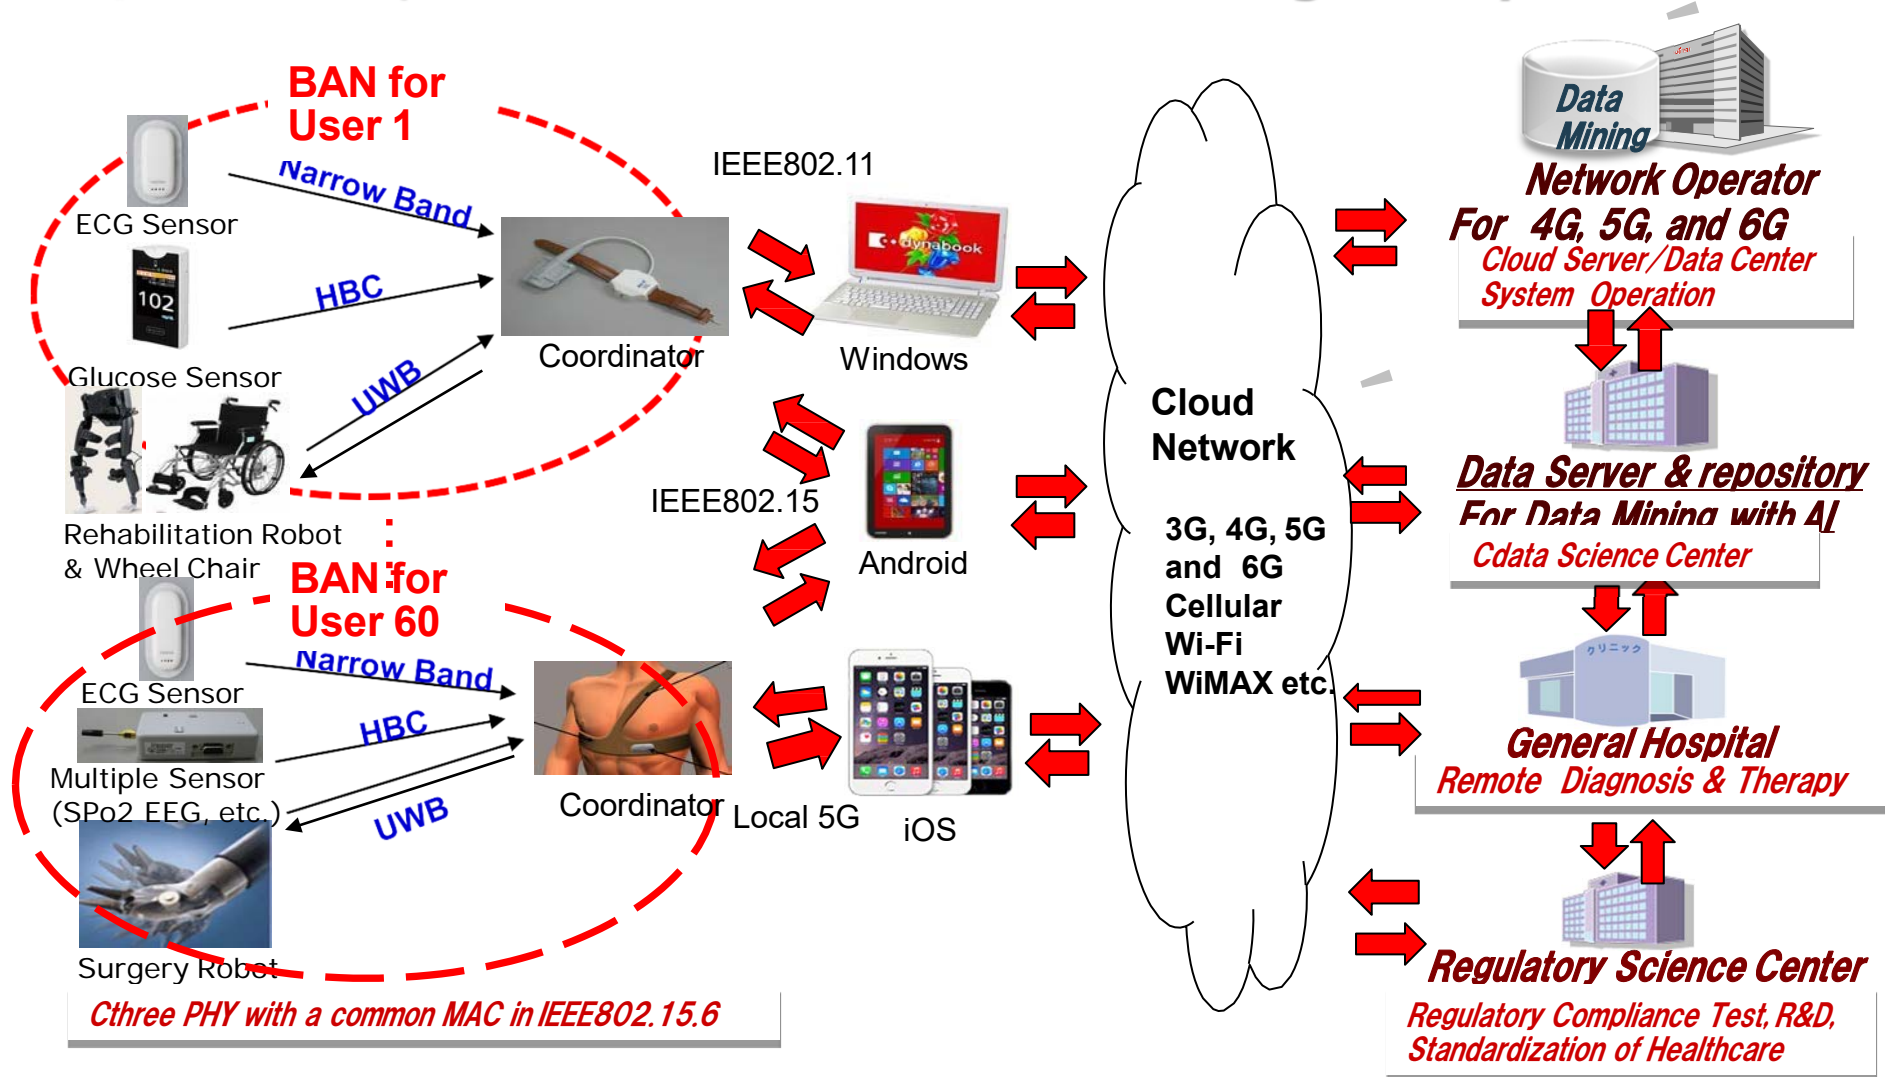 BAN for
User 1
ECG Sensor
Narrow Band
102
HBC
Glucose Sensor
UWB
Coordinator
Rehabilitation Robot
& Wheel Chair
BAN for
User 60
Narrow Band
ECG Sensor
HBC
Multiple Sensor
(SPo2 EEG, etc.)
UWB
Coordinator
Surgery Robot
Cthree PHY with a common MAC in IEEE802.15.6
IEEE802.11
dynabook
Windows
IEEE802.15
Android
Local 5G
iOS
Cloud
Network
3G, 4G, 5G
and 6G
Cellular
Wi-Fi
WiMAX etc.
Data
Mining
Network Operator
For 4G, 5G, and 6G
Cloud Server/Data Center
System Operation
Data Server & repository
For Data Mining with AI
Cdata Science Center
クリニック
General Hospital
Remote Diagnosis & Therapy
Regulatory Science Center
Regulatory Compliance Test, R&D,
Standardization of Healthcare